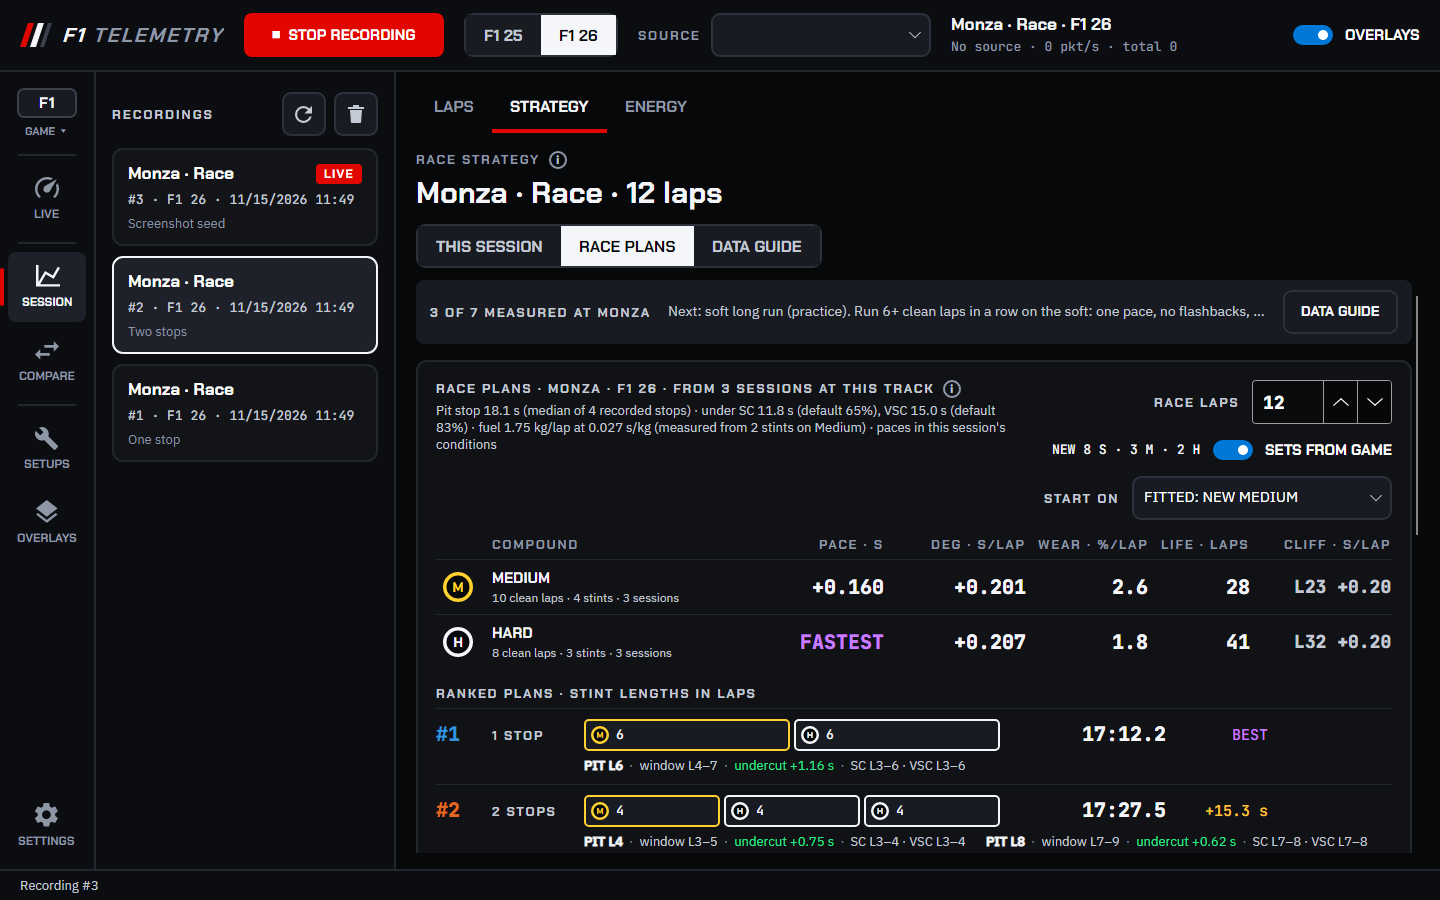 F1 TELEMETRY
STOP RECORDING
F1 25
F1 26
SOURCE
Monza · Race · F1 26
No source · 0 pkt/s · total 0
OVERLAYS
F1
GAME
LIVE
SESSION
COMPARE
SETUPS
OVERLAYS
SETTINGS
RECORDINGS
Monza · Race
LIVE
#3 · F1 26 · 11/15/2026 11:49
Screenshot seed
Monza · Race
#2 · F1 26 · 11/15/2026 11:49
Two stops
Monza · Race
#1 · F1 26 · 11/15/2026 11:49
One stop
LAPS
STRATEGY
ENERGY
RACE STRATEGY
Monza · Race · 12 laps
THIS SESSION
RACE PLANS
DATA GUIDE
3 OF 7 MEASURED AT MONZA
Next: soft long run (practice). Run 6+ clean laps in a row on the soft: one pace, no flashbacks, ...
DATA GUIDE
RACE PLANS · MONZA · F1 26 · FROM 3 SESSIONS AT THIS TRACK
Pit stop 18.1 s (median of 4 recorded stops) · under SC 11.8 s (default 65%), VSC 15.0 s (default
83%) · fuel 1.75 kg/lap at 0.027 s/kg (measured from 2 stints on Medium) · paces in this session's
conditions
RACE LAPS
12
NEW 8 S · 3 M · 2 H
SETS FROM GAME
START ON
FITTED: NEW MEDIUM
COMPOUND
PACE · S
DEG · S/LAP
WEAR · %/LAP
LIFE · LAPS
CLIFF · S/LAP
M
MEDIUM
10 clean laps · 4 stints · 3 sessions
+0.160
+0.201
2.6
28
L23 +0.20
H
HARD
8 clean laps · 3 stints · 3 sessions
FASTEST
+0.207
1.8
41
L32 +0.20
RANKED PLANS · STINT LENGTHS IN LAPS
#1
1 STOP
M 6
H 6
17:12.2
BEST
PIT L6 · window L4–7 · undercut +1.16 s · SC L3–6 · VSC L3–6
#2
2 STOPS
M 4
H 4
H 4
17:27.5
+15.3 s
PIT L4 · window L3–5 · undercut +0.75 s · SC L3–4 · VSC L3–4
PIT L8 · window L7–9 · undercut +0.62 s · SC L7–8 · VSC L7–8
Recording #3